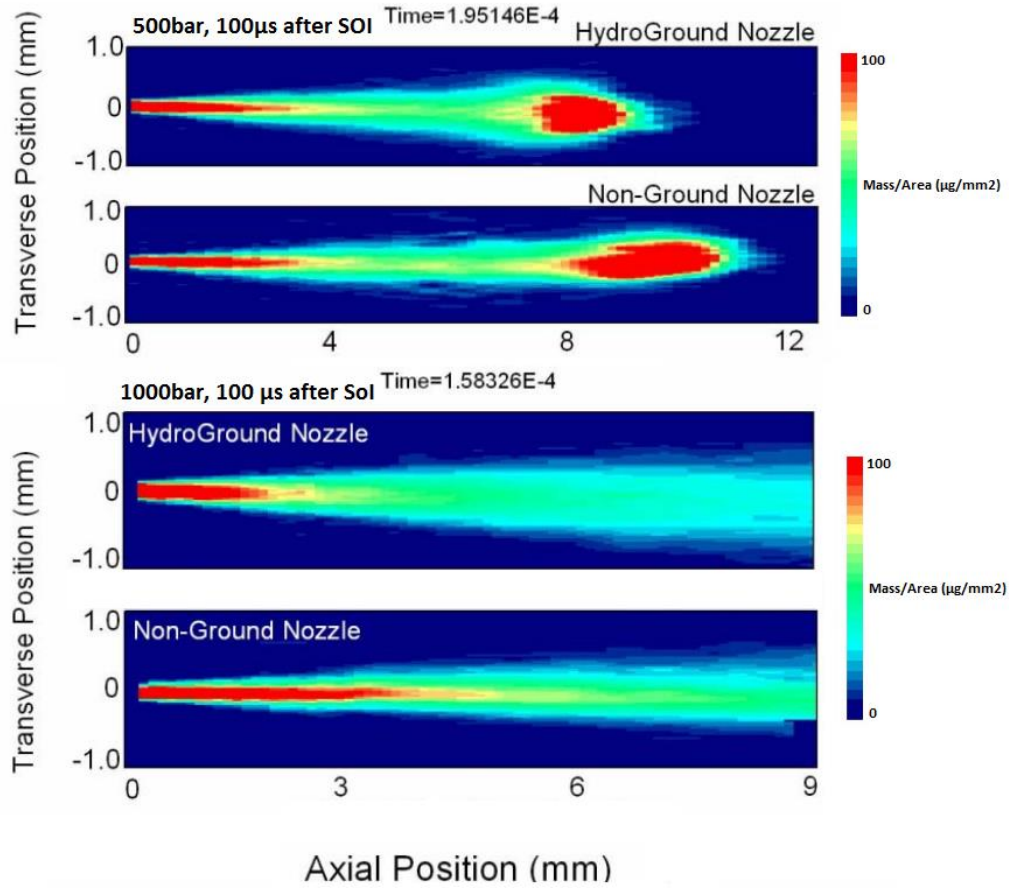 500bar, 100µs after SOI
Time=1.95146E-4
HydroGround Nozzle
Transverse Position (mm)
1.0
0
-1.0
Non-Ground Nozzle
1.0
0
-1.0
0 4 8 12
100
Mass/Area (µg/mm2)
0
1000bar, 100 µs after SoI
Time=1.58326E-4
HydroGround Nozzle
Transverse Position (mm)
1.0
0
-1.0
Non-Ground Nozzle
1.0
0
-1.0
0 3 6 9
100
Mass/Area (µg/mm2)
0
Axial Position (mm)